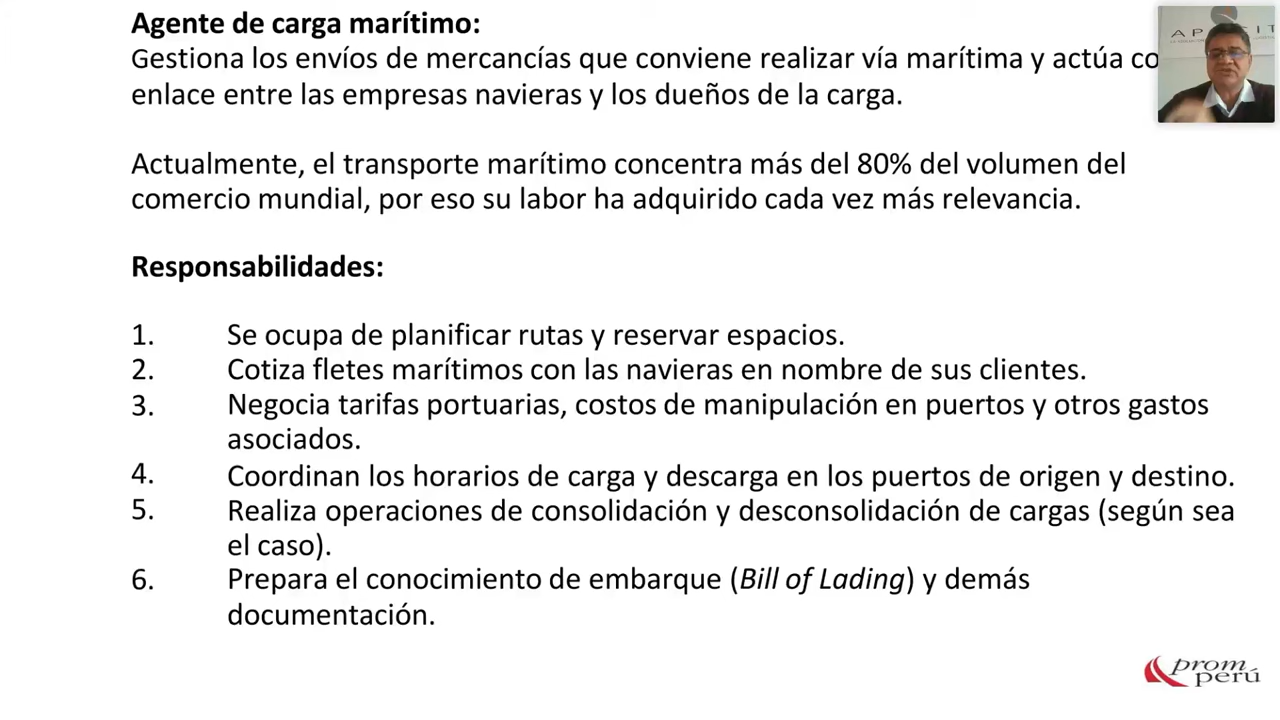 Agente de carga marítimo:
Gestiona los envíos de mercancías que conviene realizar vía marítima y actúa
enlace entre las empresas navieras y los dueños de la carga.
Actualmente, el transporte marítimo concentra más del 80% del volumen del
comercio mundial, por eso su labor ha adquirido cada vez más relevancia.
Responsabilidades:
1. Se ocupa de planificar rutas y reservar espacios.
2. Cotiza fletes marítimos con las navieras en nombre de sus clientes.
3. Negocia tarifas portuarias, costos de manipulación en puertos y otros gastos
asociados.
4. Coordinan los horarios de carga y descarga en los puertos de origen y destino.
5. Realiza operaciones de consolidación y desconsolidación de cargas (según sea
el caso).
6. Prepara el conocimiento de embarque (Bill of Lading) y demás
documentación.
prom
perú